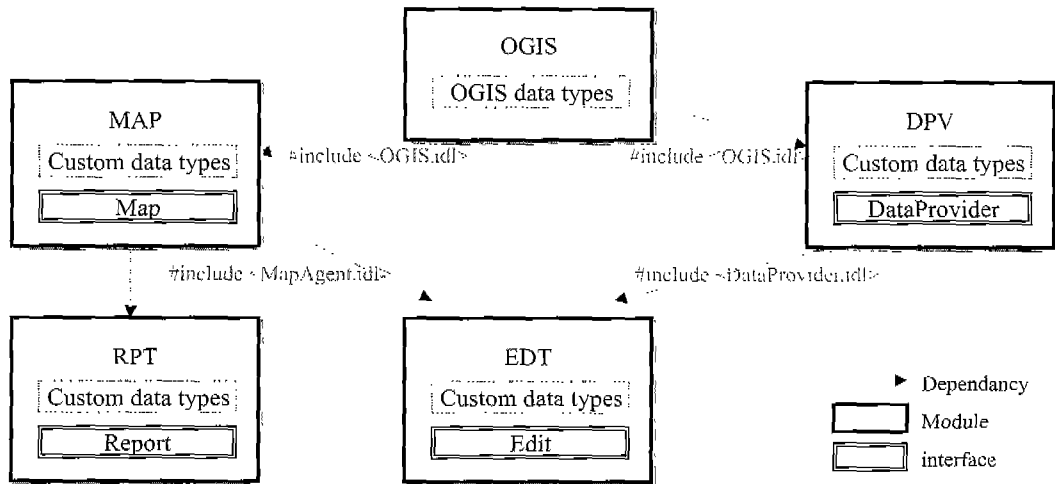 OGIS
OGIS data types
MAP
Custom data types
Map
DPV
Custom data types
DataProvider
#include <OGIS.idl>
#include <OGIS.idl>
#include <MapAgent.idl>
#include <DataProvider.idl>
RPT
Custom data types
Report
EDT
Custom data types
Edit
Dependancy
Module
interface